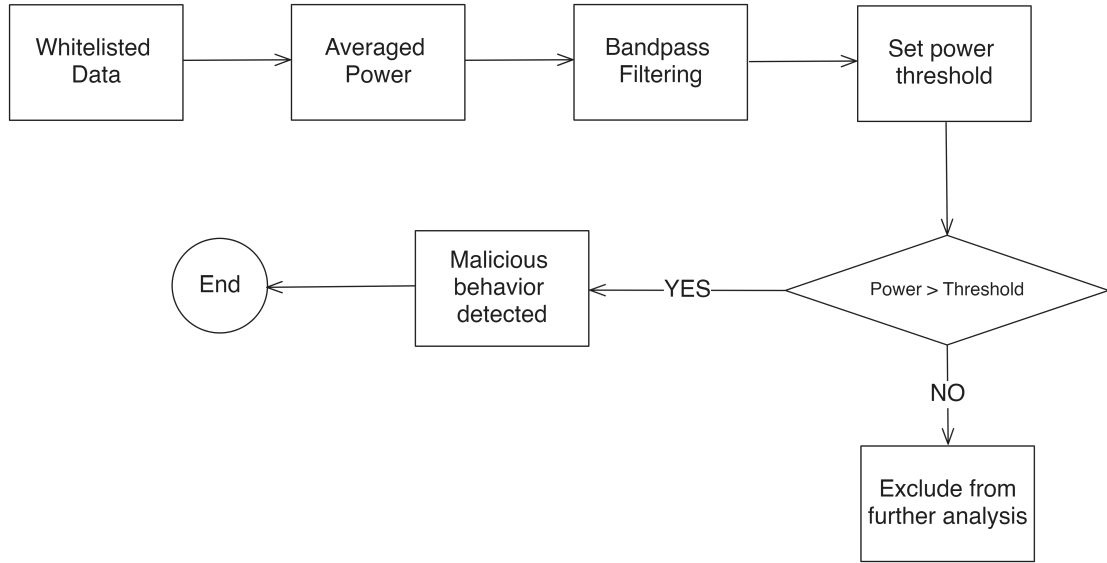 Whitelisted
Data
Averaged
Power
Bandpass
Filtering
Set power
threshold
Power > Threshold
YES
Malicious
behavior
detected
End
NO
Exclude from
further analysis